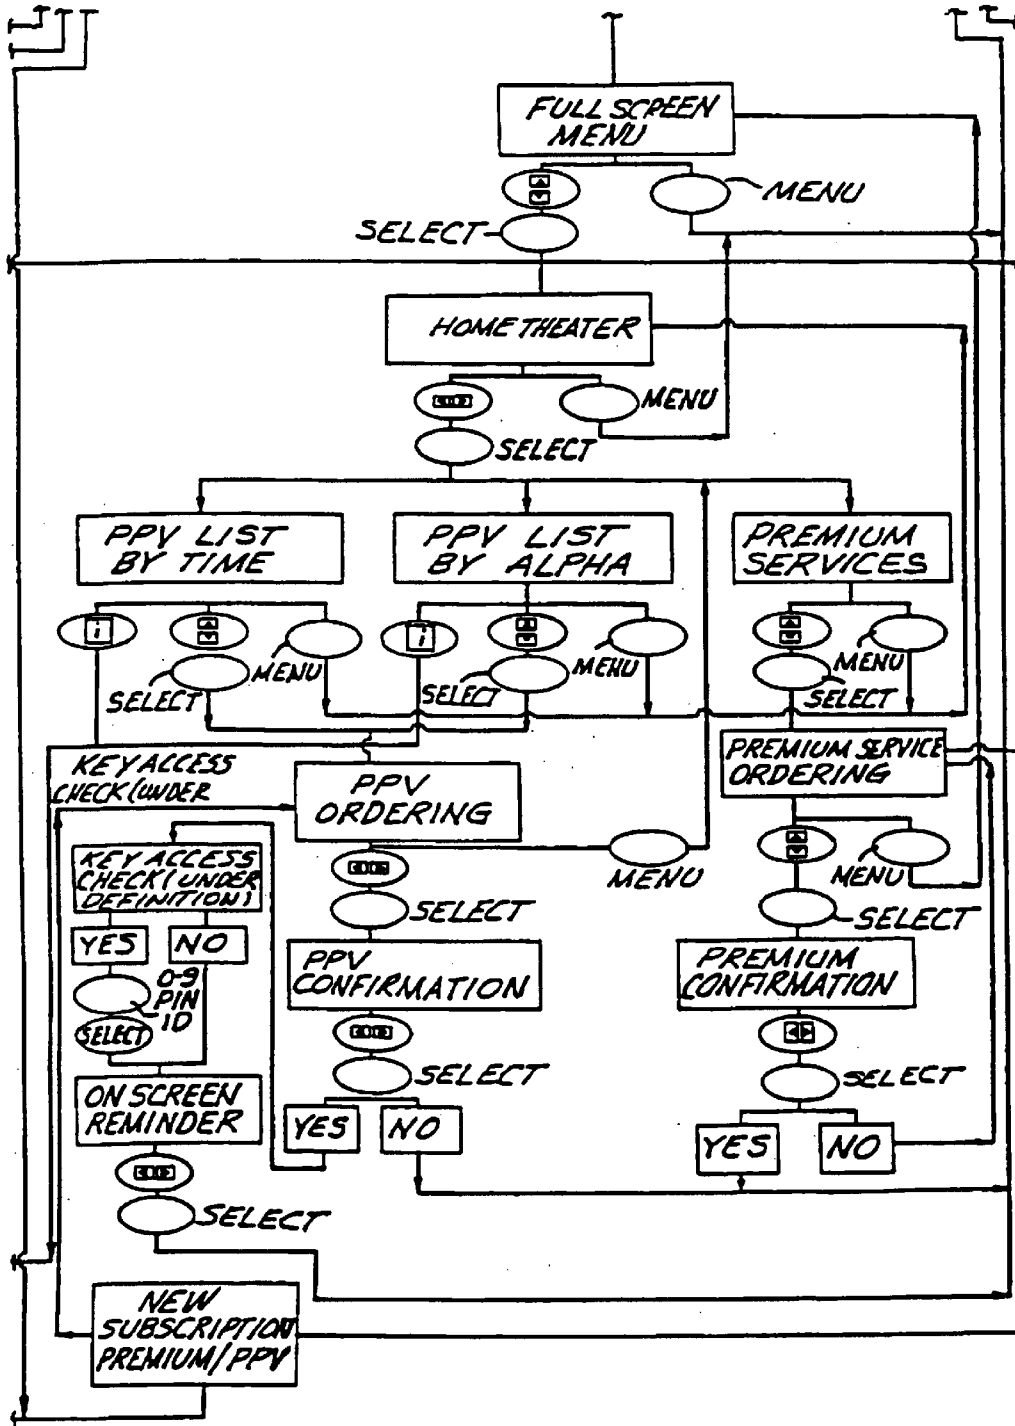 FULL SCREEN
MENU
MENU
SELECT
HOME THEATER
MENU
SELECT
PPV LIST
BY TIME
PPV LIST
BY ALPHA
PREMIUM
SERVICES
i
i
MENU
SELECT
MENU
SELECT
MENU
SELECT
KEY ACCESS
CHECK (UNDER
PPV
ORDERING
PREMIUM SERVICE
ORDERING
KEY ACCESS
CHECK (UNDER
DEFINITION)
MENU
MENU
SELECT
SELECT
YES
NO
PPV
CONFIRMATION
PREMIUM
CONFIRMATION
0-9
PIN
ID
SELECT
SELECT
SELECT
ON SCREEN
REMINDER
YES
NO
YES
NO
SELECT
NEW
SUBSCRIPTION
PREMIUM/PPV